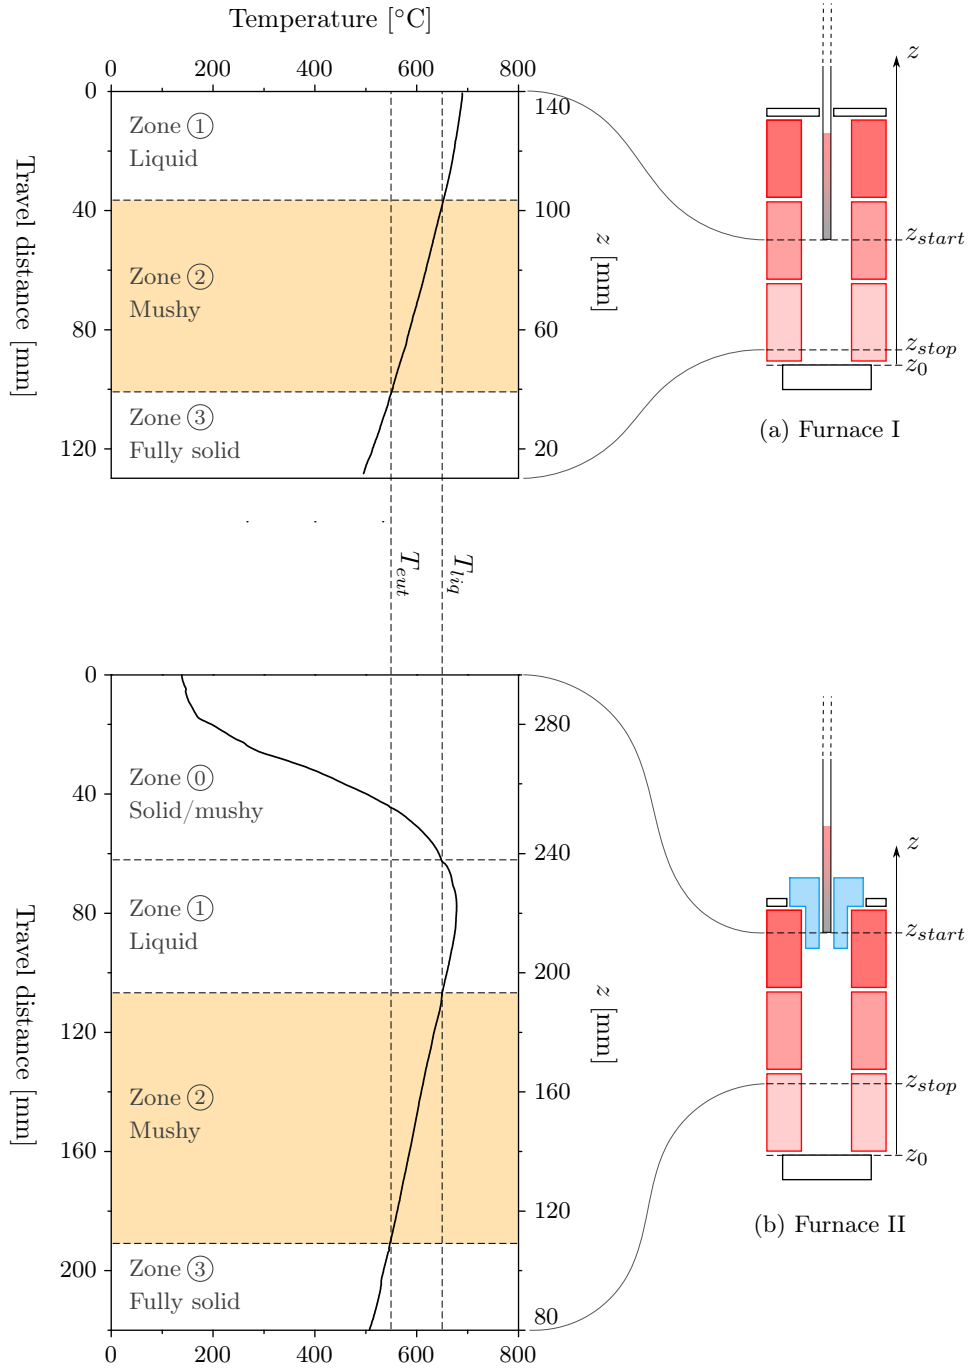 Temperature [°C]
0 200 400 600 800
0
40
80
120
Travel distance [mm]
Zone ①
Liquid
Zone ②
Mushy
Zone ③
Fully solid
140
100
60
20
z [mm]
z
z_start
z_stop
z_0
(a) Furnace I
T_eut
T_liq
0
40
80
120
160
200
Travel distance [mm]
Zone ⓪
Solid/mushy
Zone ①
Liquid
Zone ②
Mushy
Zone ③
Fully solid
280
240
200
160
120
80
z [mm]
0 200 400 600 800
z
z_start
z_stop
z_0
(b) Furnace II